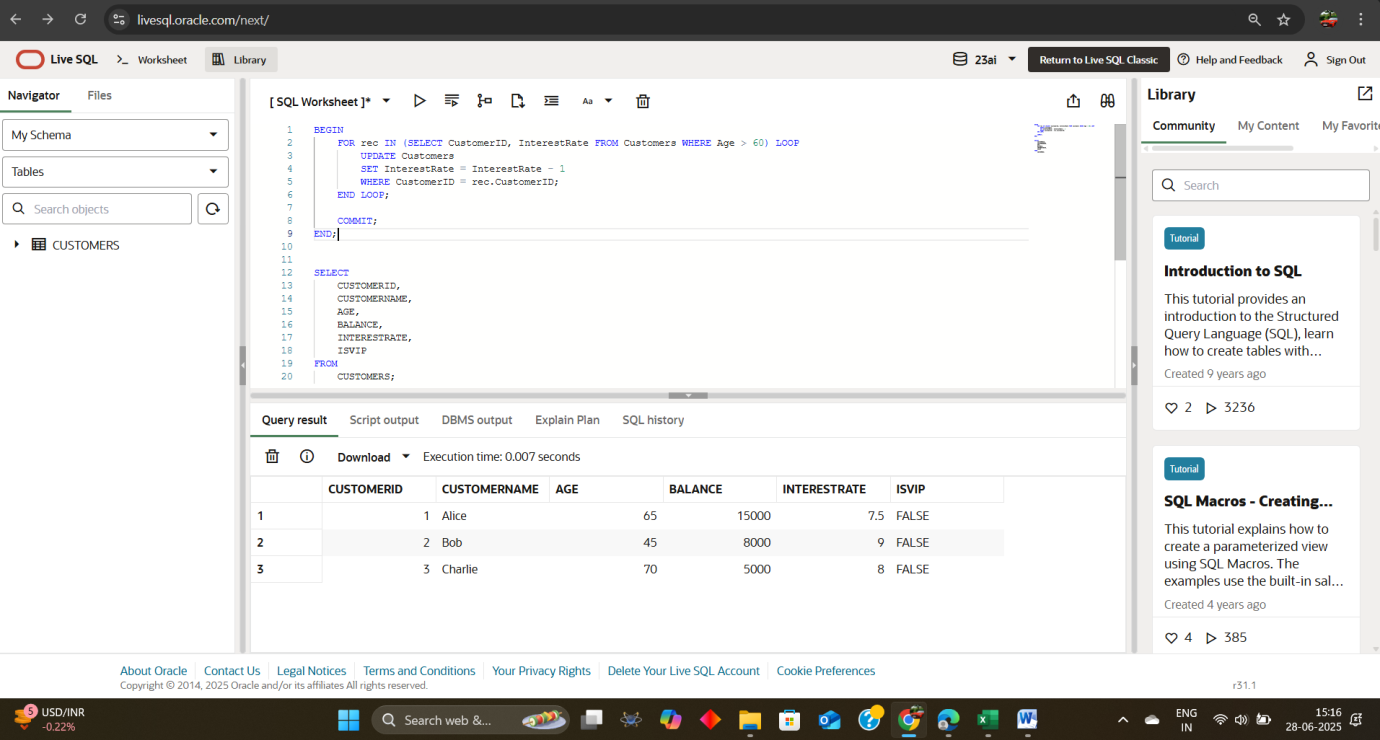 livesql.oracle.com/next/
Live SQL
Worksheet
Library
23ai
Return to Live SQL Classic
Help and Feedback
Sign Out
Navigator
Files
My Schema
Tables
Search objects
CUSTOMERS
[ SQL Worksheet ]*
Aa
1 BEGIN
2 FOR rec IN (SELECT CustomerID, InterestRate FROM Customers WHERE Age > 60) LOOP
3 UPDATE Customers
4 SET InterestRate = InterestRate - 1
5 WHERE CustomerID = rec.CustomerID;
6 END LOOP;
7
8 COMMIT;
9 END;
10
11
12 SELECT
13 CUSTOMERID,
14 CUSTOMERNAME,
15 AGE,
16 BALANCE,
17 INTERESTRATE,
18 ISVIP
19 FROM
20 CUSTOMERS;
Query result
Script output
DBMS output
Explain Plan
SQL history
Download
Execution time: 0.007 seconds
CUSTOMERID CUSTOMERNAME AGE BALANCE INTERESTRATE ISVIP
1 1 Alice 65 15000 7.5 FALSE
2 2 Bob 45 8000 9 FALSE
3 3 Charlie 70 5000 8 FALSE
Library
Community
My Content
My Favorit
Search
Tutorial
Introduction to SQL
This tutorial provides an
introduction to the Structured
Query Language (SQL), learn
how to create tables with...
Created 9 years ago
2 3236
Tutorial
SQL Macros - Creating...
This tutorial explains how to
create a parameterized view
using SQL Macros. The
examples use the built-in sal...
Created 4 years ago
4 385
About Oracle
Contact Us
Legal Notices
Terms and Conditions
Your Privacy Rights
Delete Your Live SQL Account
Cookie Preferences
Copyright © 2014, 2025 Oracle and/or its affiliates All rights reserved.
r31.1
5
USD/INR
-0.22%
Search web &...
ENG
IN
15:16
28-06-2025